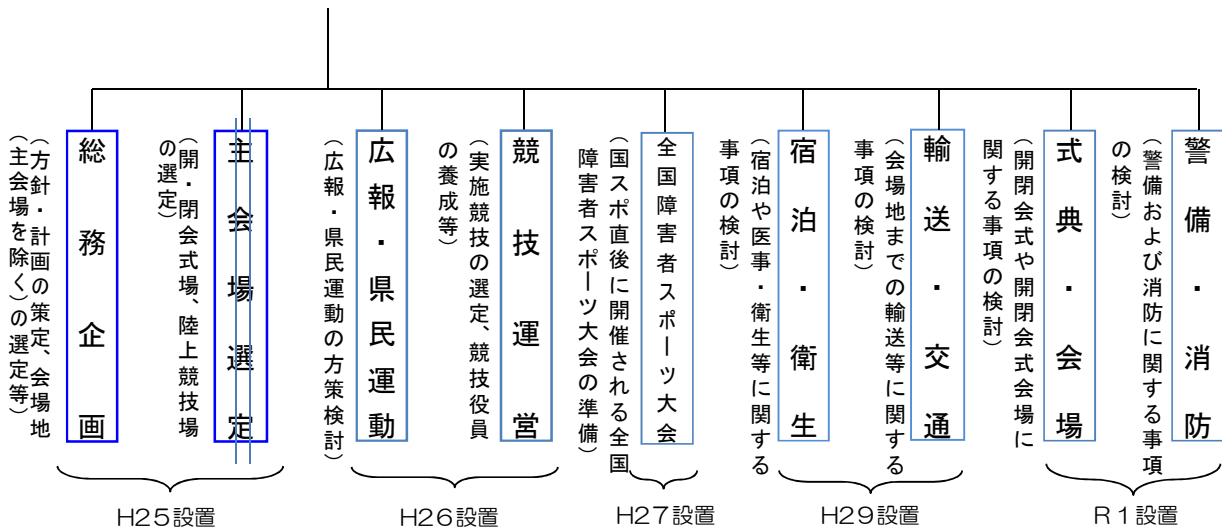 総務企画
（方針・計画の策定、会場地
（主会場を除く）の選定等）
主会場選定
（開・閉会式場、陸上競技場
の選定）
広報・県民運動
（広報・県民運動の方策検討）
競技運営
（実施競技の選定、競技役員
の養成等）
全国障害者スポーツ大会
（国スポ直後に開催される全国
障害者スポーツ大会の準備）
宿泊・衛生
（宿泊や医事・衛生等に関する
事項の検討）
輸送・交通
（会場地までの輸送等に関する
事項の検討）
式典・会場
（開閉会式や開閉会式会場に
関する事項の検討）
警備・消防
（警備および消防に関する事項
の検討）
H25設置
H26設置
H27設置
H29設置
R1設置